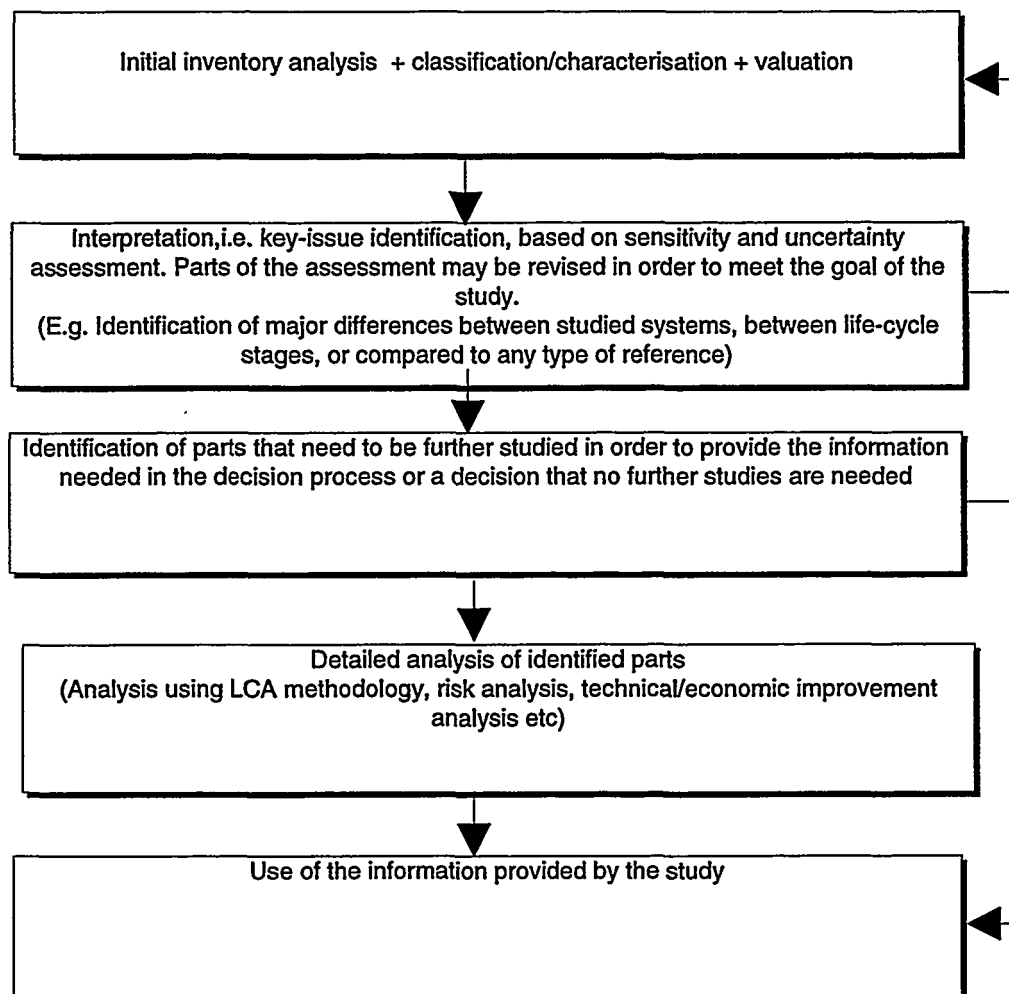 Initial inventory analysis + classification/characterisation + valuation
Interpretation,i.e. key-issue identification, based on sensitivity and uncertainty
assessment. Parts of the assessment may be revised in order to meet the goal of the
study.
(E.g. Identification of major differences between studied systems, between life-cycle
stages, or compared to any type of reference)
Identification of parts that need to be further studied in order to provide the information
needed in the decision process or a decision that no further studies are needed
Detailed analysis of identified parts
(Analysis using LCA methodology, risk analysis, technical/economic improvement
analysis etc)
Use of the information provided by the study